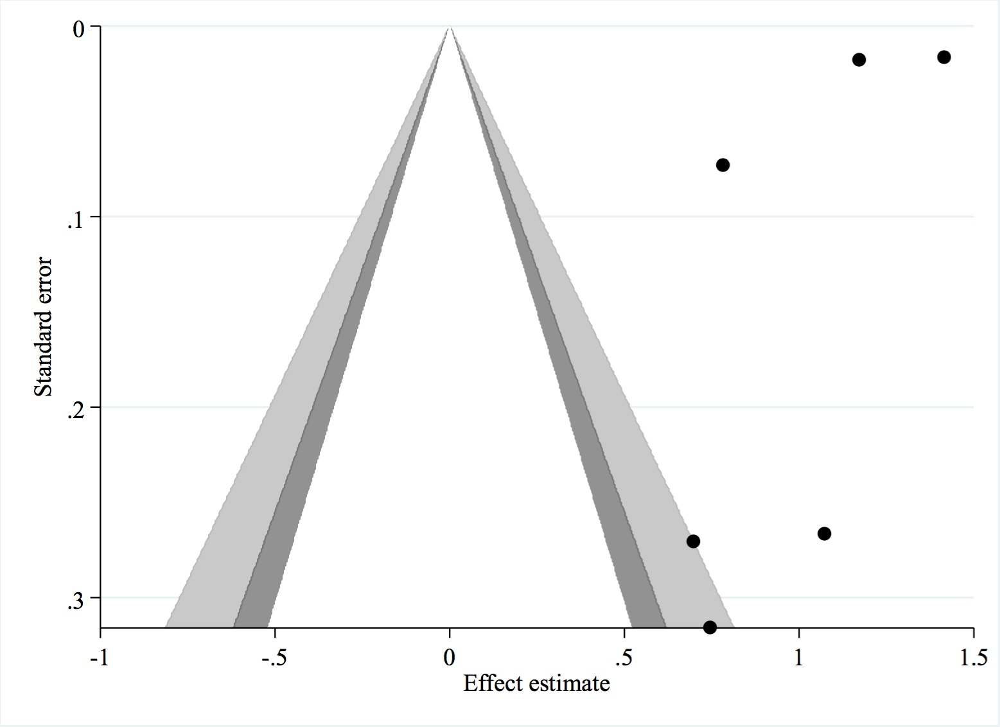 0
.1
.2
.3
Standard error
-1 -.5 0 .5 1 1.5
Effect estimate